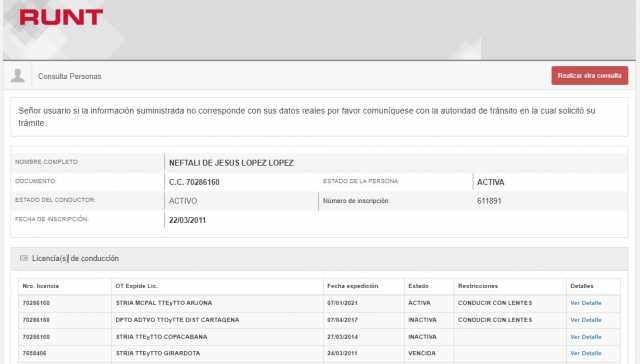 RUNT
Consulta Personas
Realizar otra consulta
Señor usuario si la información suministrada no corresponde con sus datos reales por favor comuníquese con la autoridad de tránsito en la cual solicitó su
trámite.
NOMBRE COMPLETO: NEFTALI DE JESUS LOPEZ LOPEZ
DOCUMENTO: C.C. 70286160 ESTADO DE LA PERSONA: ACTIVA
ESTADO DEL CONDUCTOR: ACTIVO Número de inscripción: 611891
FECHA DE INSCRIPCIÓN: 22/03/2011
Licencia(s) de conducción
Nro. licencia OT Expide Lic. Fecha expedición Estado Restricciones Detalles
70286160 STRIA MCPAL TTEyTTO ARJONA 07/01/2021 ACTIVA CONDUCIR CON LENTES Ver Detalle
70286160 DPTO ADTVO TTOyTTE DIST CARTAGENA 07/04/2017 INACTIVA CONDUCIR CON LENTES Ver Detalle
70286160 STRIA TTEyTTO COPACABANA 27/03/2014 INACTIVA Ver Detalle
7650406 STRIA TTEyTTO GIRARDOTA 24/03/2011 VENCIDA Ver Detalle